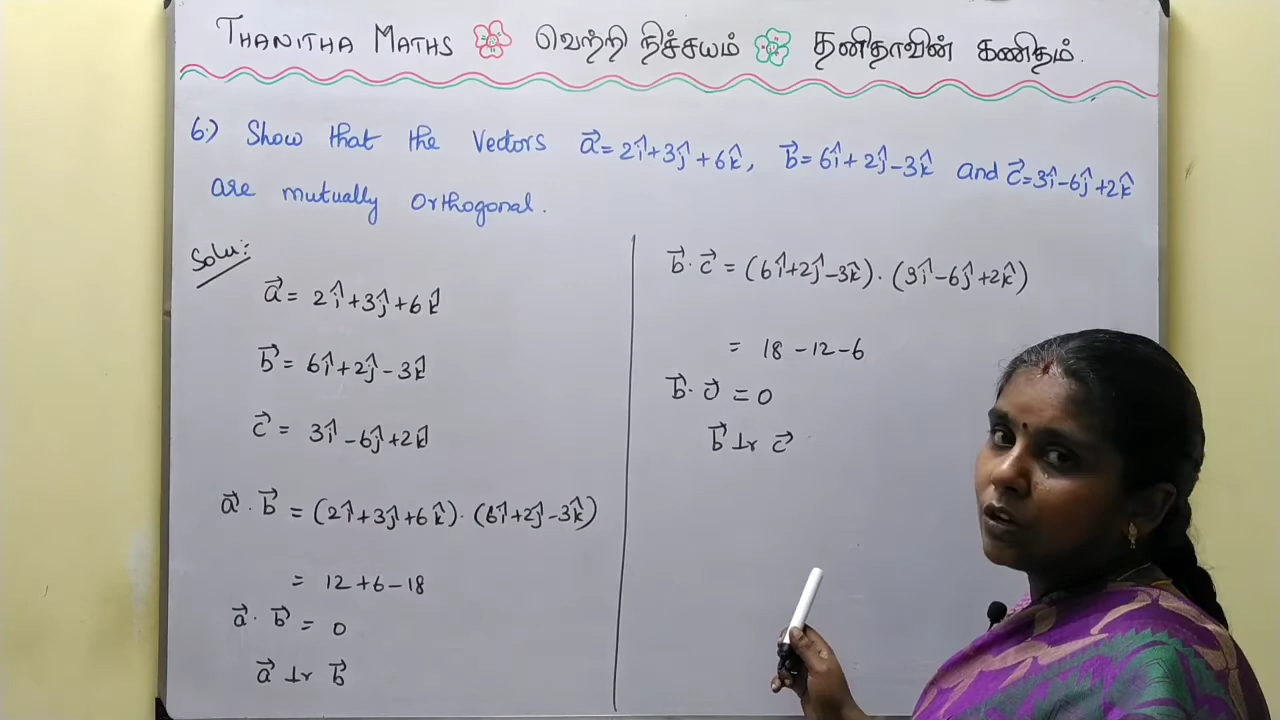 THANITHA MATHS வெற்றி நிச்சயம் தனிதாவின் கணிதம்.
6.) Show that the Vectors a⃗ = 2î+3ĵ+6k̂, b⃗ = 6î+2ĵ-3k̂ and c⃗ = 3î-6ĵ+2k̂
are mutually Orthogonal.
Solu:
a⃗ = 2î+3ĵ+6k̂
b⃗ = 6î+2ĵ-3k̂
c⃗ = 3î-6ĵ+2k̂
a⃗ . b⃗ = (2î+3ĵ+6k̂) . (6î+2ĵ-3k̂)
= 12+6-18
a⃗ . b⃗ = 0
a⃗ ⊥r b⃗
b⃗ . c⃗ = (6î+2ĵ-3k̂) . (3î-6ĵ+2k̂)
= 18-12-6
b⃗ . c⃗ = 0
b⃗ ⊥r c⃗